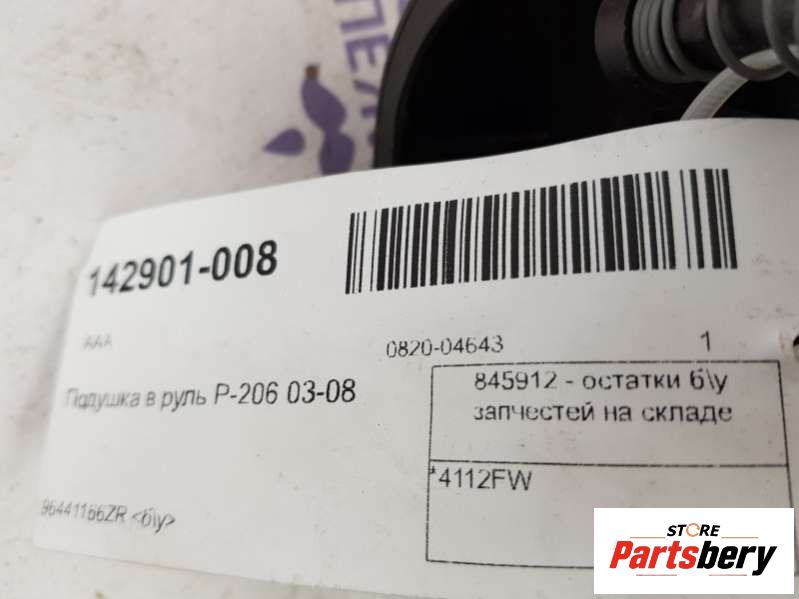 ПЕЛ
142901-008
AAA
0820-04643 1
Подушка в руль P-206 03-08
845912 - остатки б\у
запчестей на складе
*4112FW
96441166ZR <б\у>
STORE
Partsbery